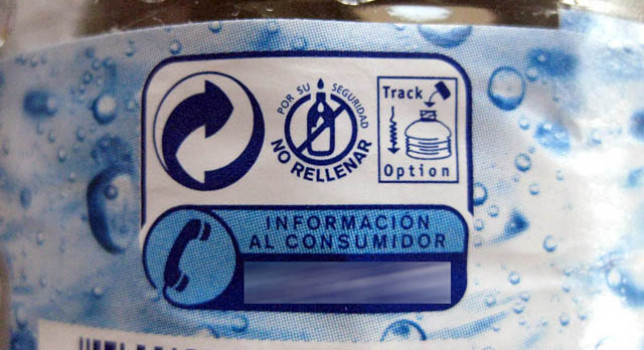 POR SU SEGURIDAD
NO RELLENAR
Track
Option
INFORMACIÓN
AL CONSUMIDOR